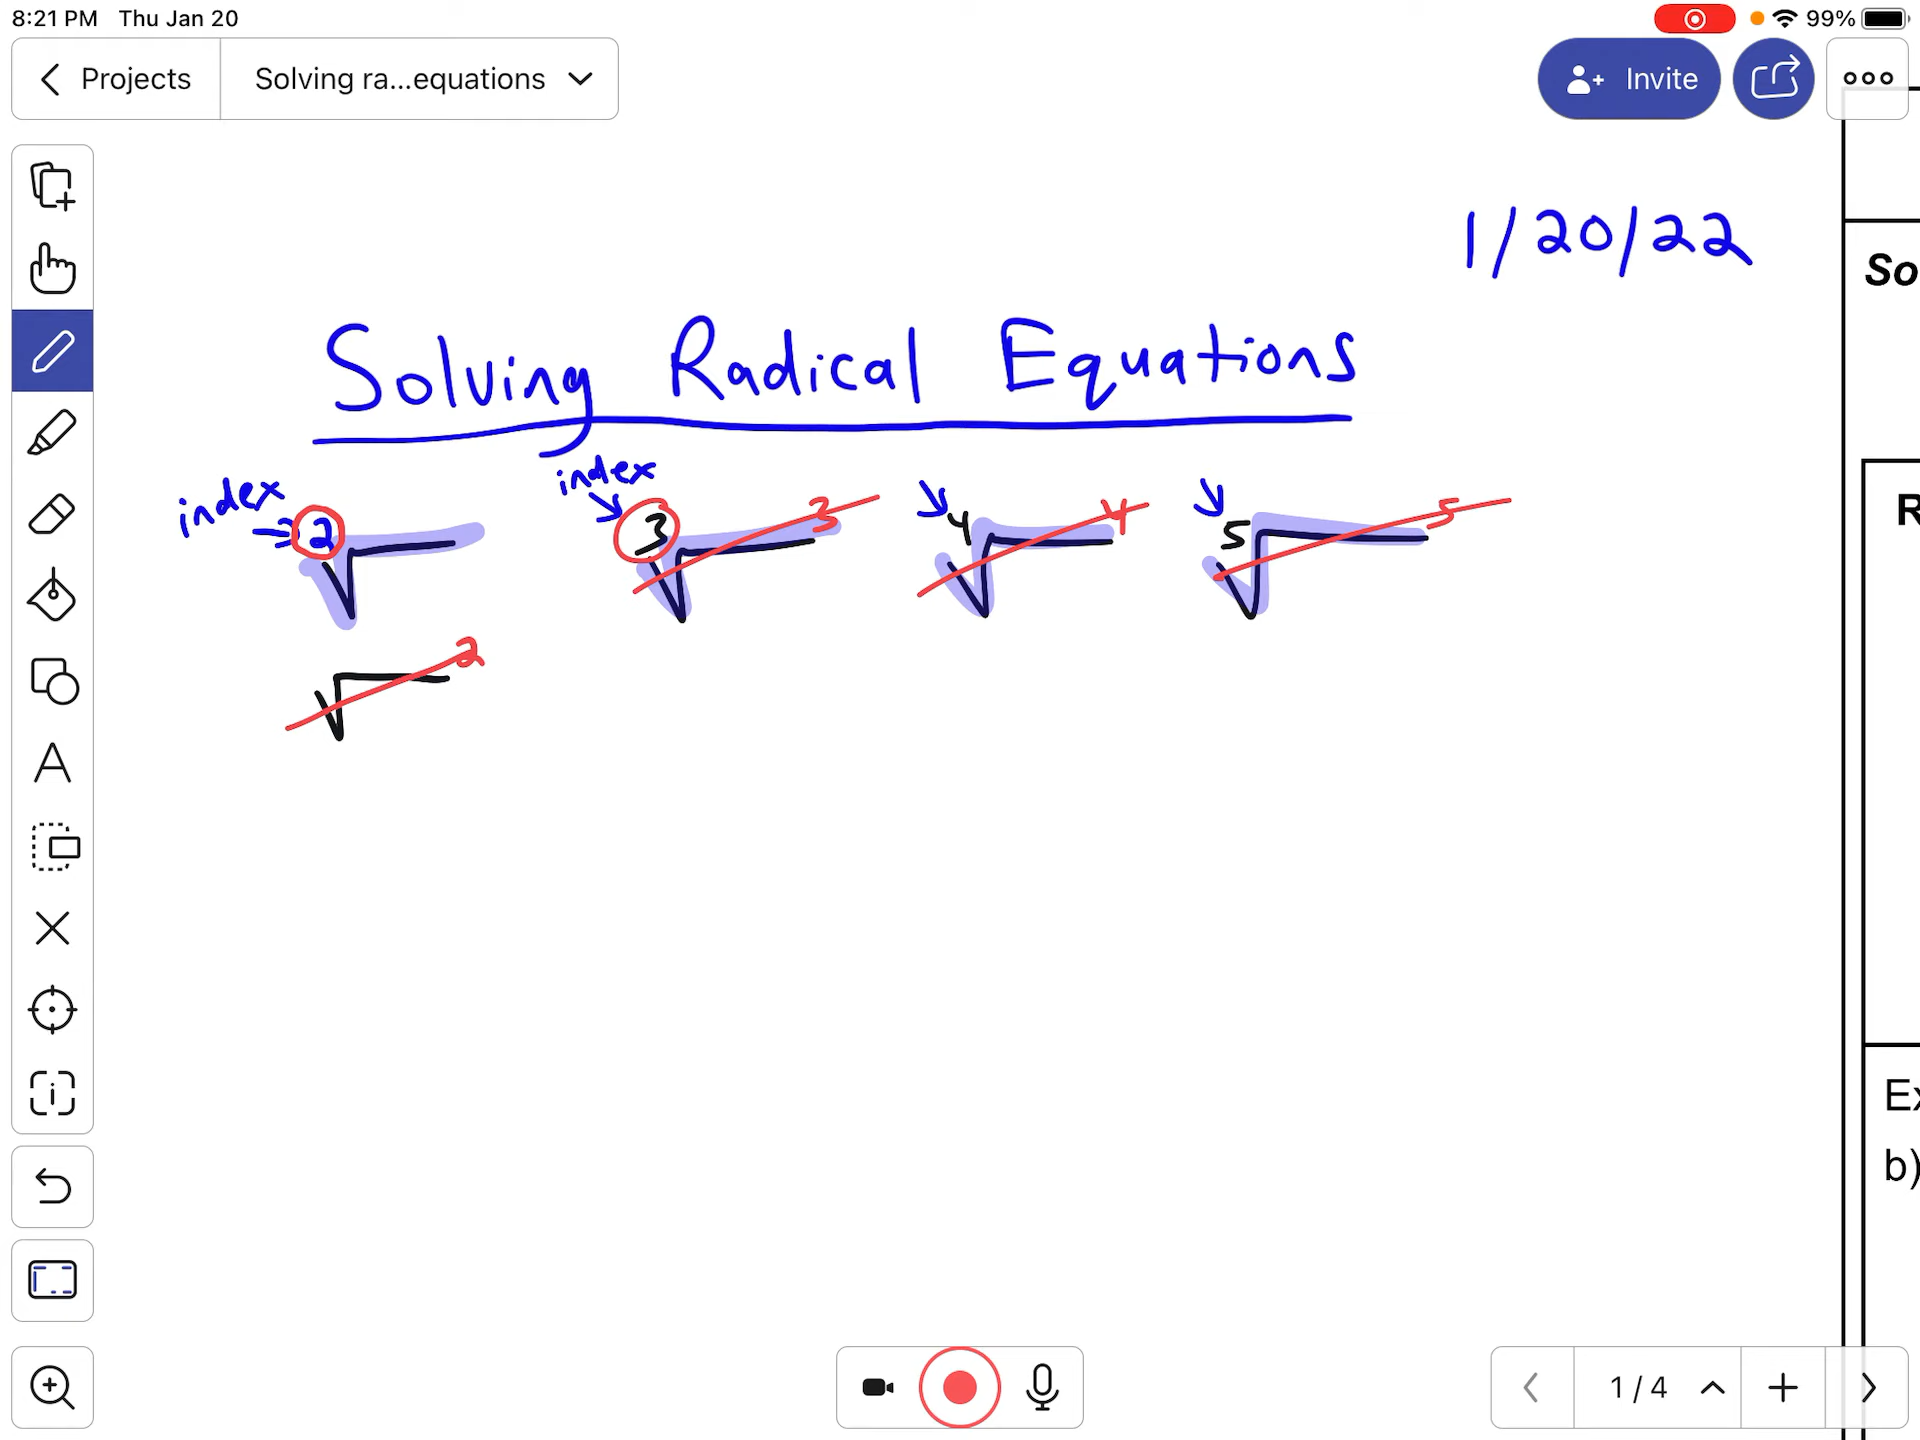 8:21 PM Thu Jan 20
99%
Projects
Solving ra...equations
Invite
1/20/22
So
Solving Radical Equations
index
index
2√
3√ 3
4√ 4
5√ 5
R
√ 2
A
Ex
b)
1 / 4